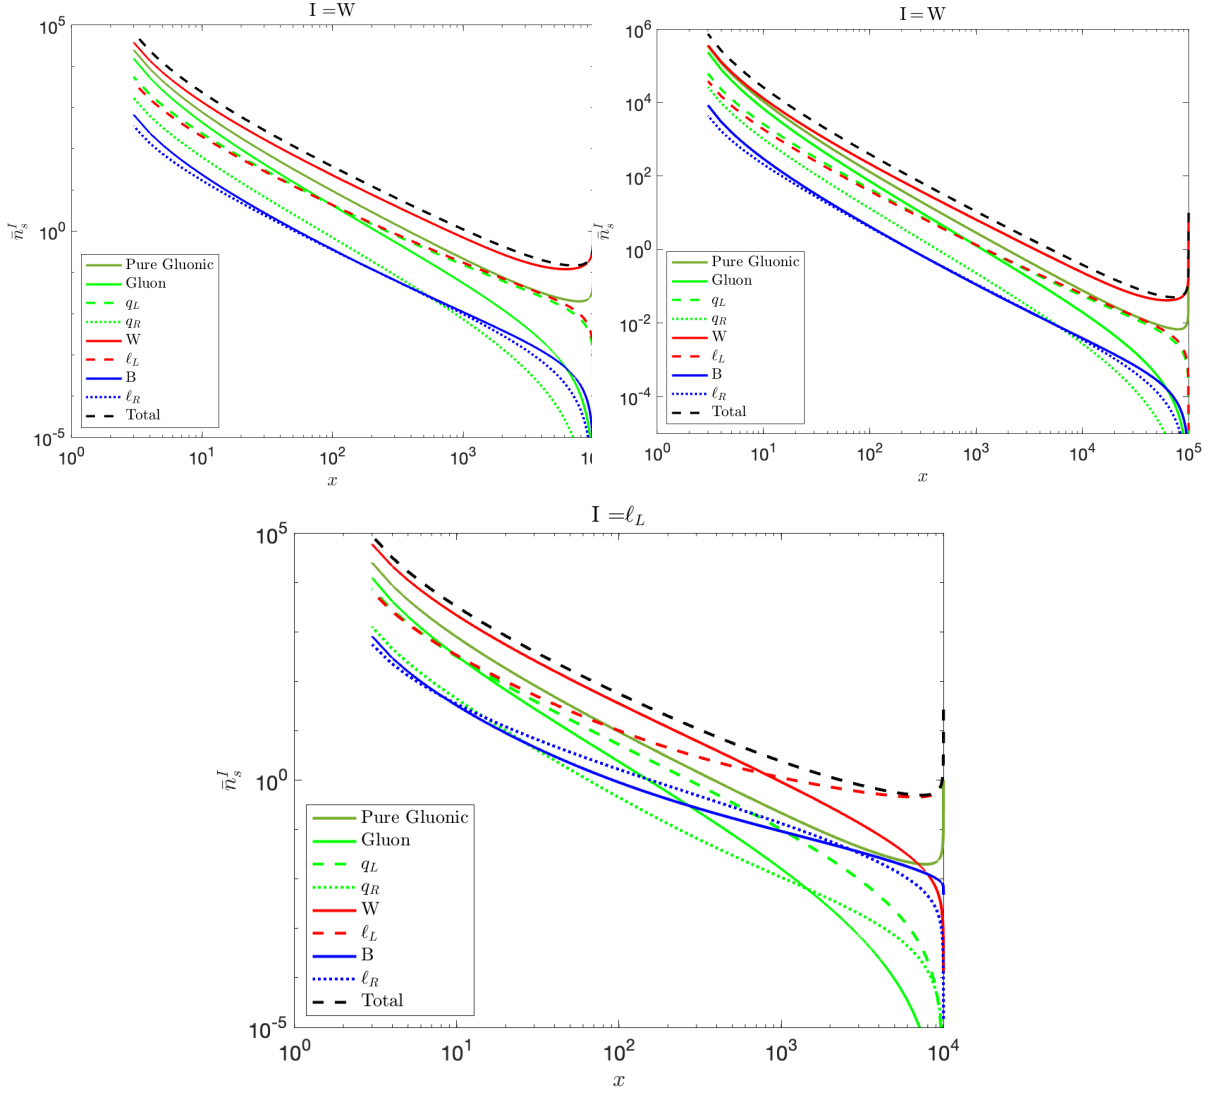 I =W
10^5
10^0
10^-5
n̄_s^I
Pure Gluonic
Gluon
q_L
q_R
W
ℓ_L
B
ℓ_R
Total
10^0 10^1 10^2 10^3 10
x
I = W
10^6
10^4
10^2
10^0
10^-2
10^-4
n̄_s^I
Pure Gluonic
Gluon
q_L
q_R
W
ℓ_L
B
ℓ_R
Total
10^0 10^1 10^2 10^3 10^4 10^5
x
I =ℓ_L
10^5
10^0
10^-5
n̄_s^I
Pure Gluonic
Gluon
q_L
q_R
W
ℓ_L
B
ℓ_R
Total
10^0 10^1 10^2 10^3 10^4
x